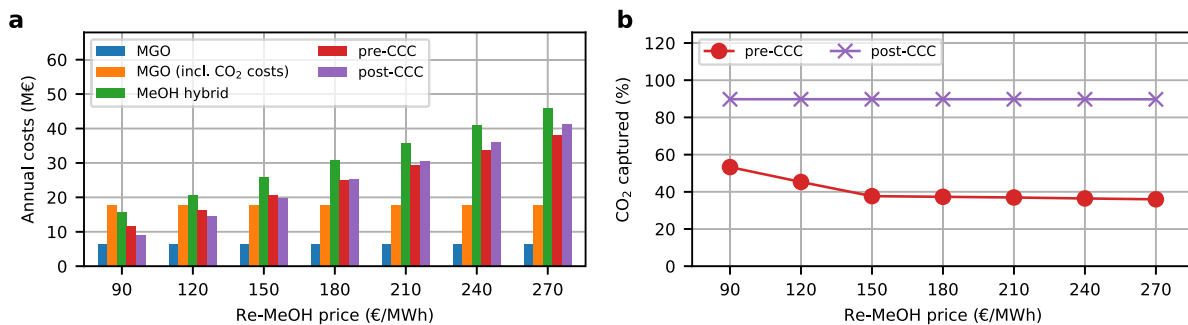 a
Annual costs (M€)
60
50
40
30
20
10
0
MGO
MGO (incl. CO₂ costs)
MeOH hybrid
pre-CCC
post-CCC
90 120 150 180 210 240 270
Re-MeOH price (€/MWh)
b
CO₂ captured (%)
120
100
80
60
40
20
0
pre-CCC
post-CCC
90 120 150 180 210 240 270
Re-MeOH price (€/MWh)